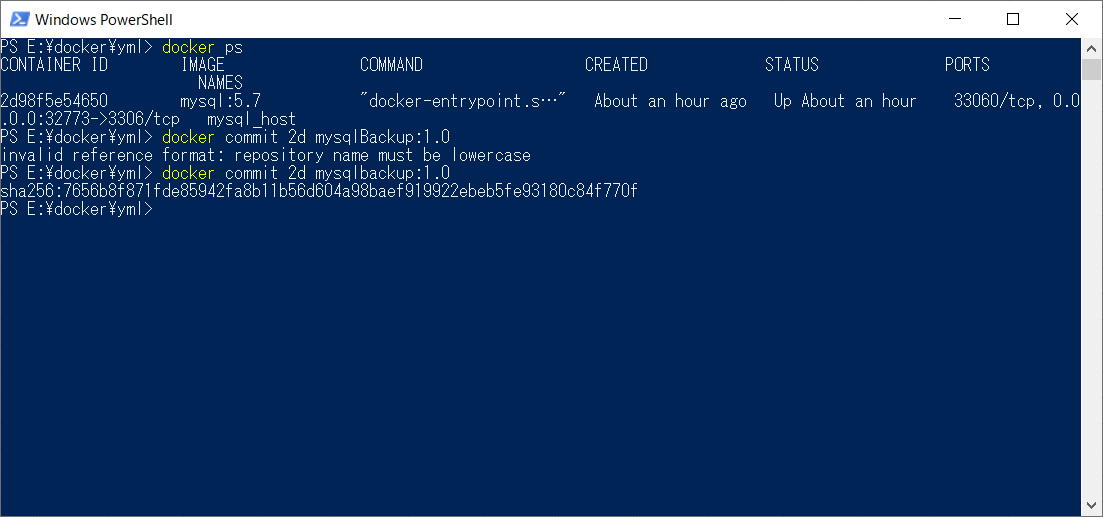 Windows PowerShell
PS E:¥docker¥yml> docker ps
CONTAINER ID        IMAGE               COMMAND                  CREATED             STATUS              PORTS
                      NAMES
2d98f5e54650        mysql:5.7           "docker-entrypoint.s…"   About an hour ago   Up About an hour    33060/tcp, 0.0
.0.0:32773->3306/tcp   mysql_host
PS E:¥docker¥yml> docker commit 2d mysqlBackup:1.0
invalid reference format: repository name must be lowercase
PS E:¥docker¥yml> docker commit 2d mysqlbackup:1.0
sha256:7656b8f871fde85942fa8b11b56d604a98baef919922ebeb5fe93180c84f770f
PS E:¥docker¥yml>